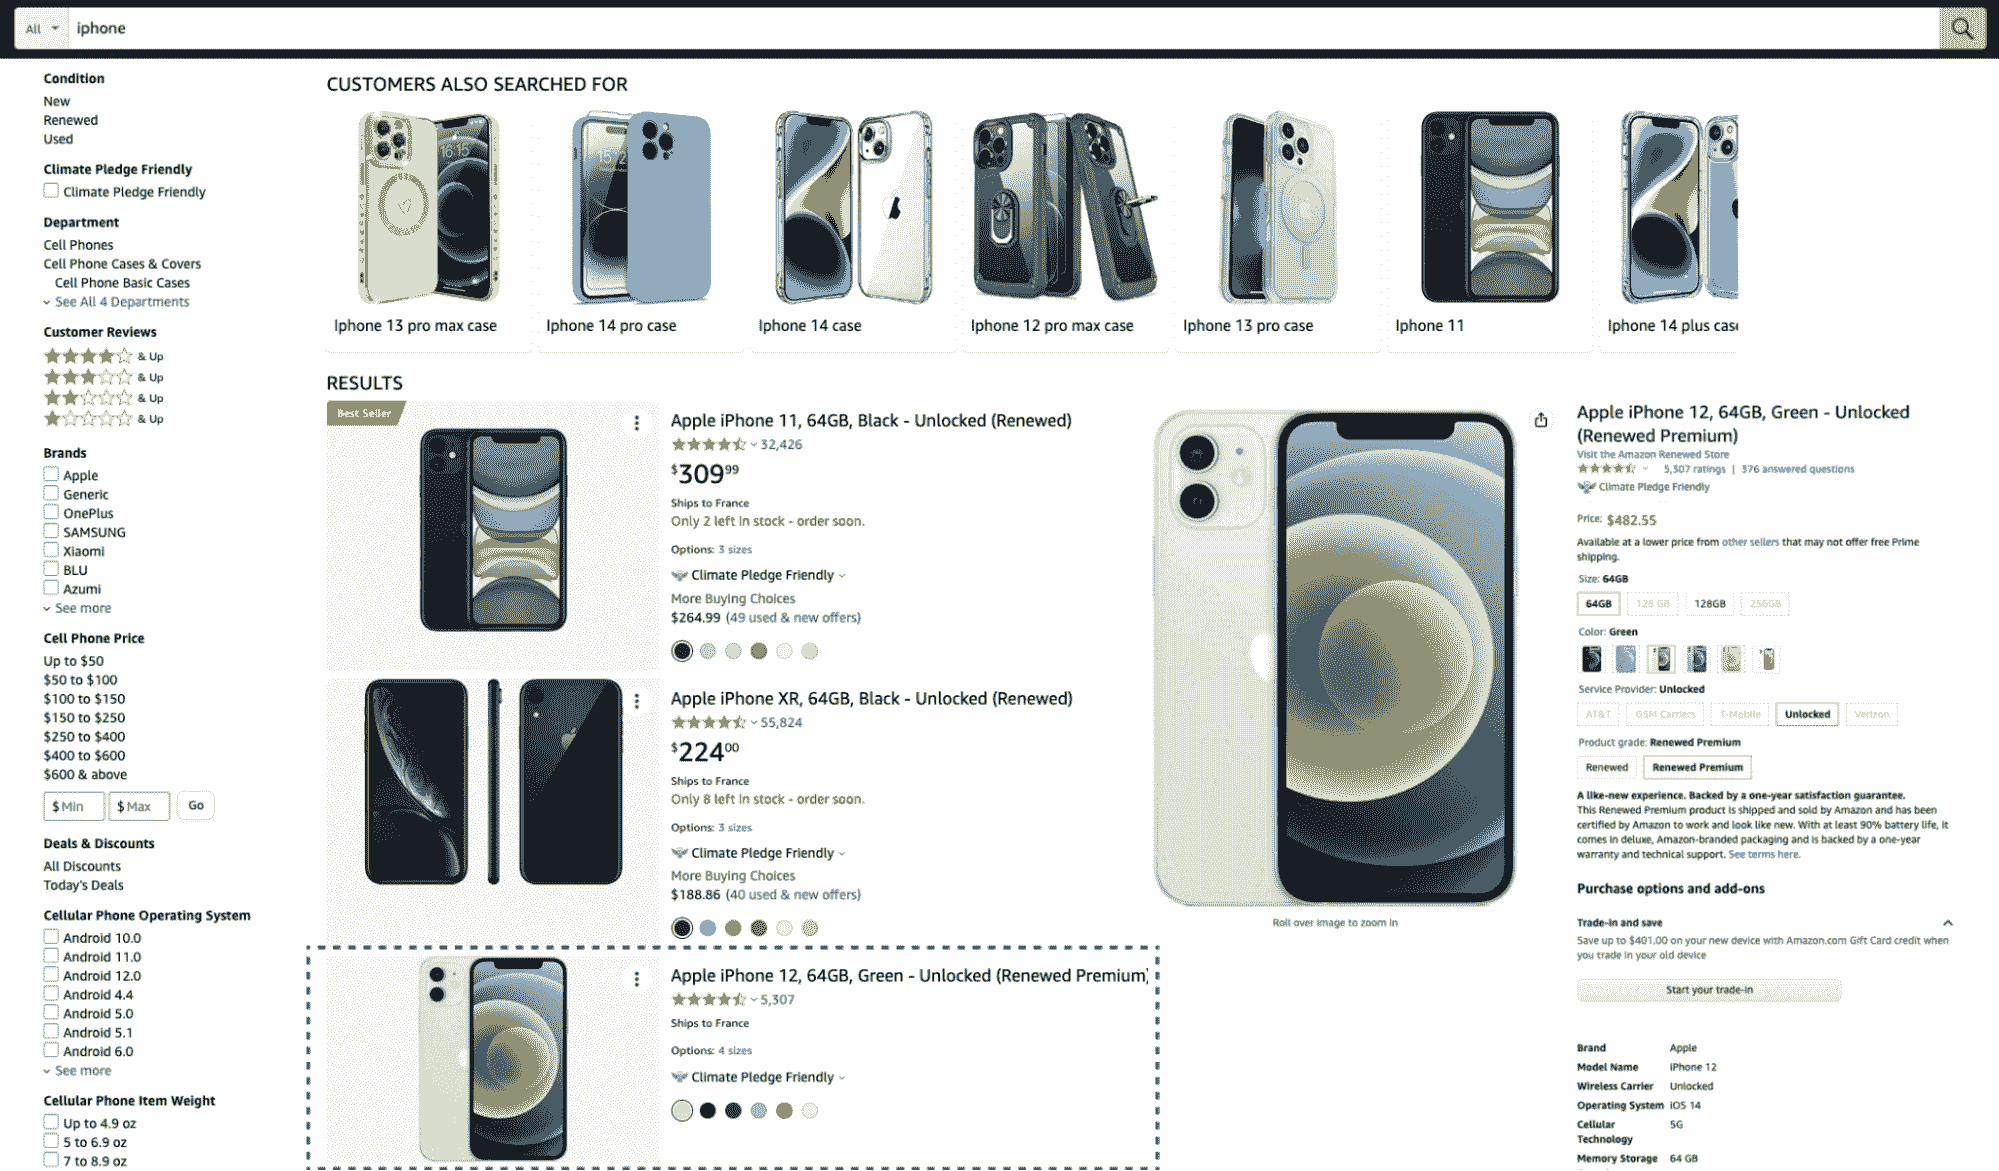 All
iphone
Condition
New
Renewed
Used
Climate Pledge Friendly
Climate Pledge Friendly
Department
Cell Phones
Cell Phone Cases & Covers
Cell Phone Basic Cases
See All 4 Departments
Customer Reviews
& Up
& Up
& Up
& Up
Brands
Apple
Generic
OnePlus
SAMSUNG
Xiaomi
BLU
Azumi
See more
Cell Phone Price
Up to $50
$50 to $100
$100 to $150
$150 to $250
$250 to $400
$400 to $600
$600 & above
$ Min $ Max Go
Deals & Discounts
All Discounts
Today's Deals
Cellular Phone Operating System
Android 10.0
Android 11.0
Android 12.0
Android 4.4
Android 5.0
Android 5.1
Android 6.0
See more
Cellular Phone Item Weight
Up to 4.9 oz
5 to 6.9 oz
7 to 8.9 oz
CUSTOMERS ALSO SEARCHED FOR
16:15
Iphone 13 pro max case
Iphone 14 pro case
Iphone 14 case
Iphone 12 pro max case
Iphone 13 pro case
Iphone 11
Iphone 14 plus case
RESULTS
Best Seller
Apple iPhone 11, 64GB, Black - Unlocked (Renewed)
32,426
$30999
Ships to France
Only 2 left in stock - order soon.
Options: 3 sizes
Climate Pledge Friendly
More Buying Choices
$264.99 (49 used & new offers)
Apple iPhone XR, 64GB, Black - Unlocked (Renewed)
55,824
$22400
Ships to France
Only 8 left in stock - order soon.
Options: 3 sizes
Climate Pledge Friendly
More Buying Choices
$188.86 (40 used & new offers)
Apple iPhone 12, 64GB, Green - Unlocked (Renewed Premium)
5,307
Ships to France
Options: 4 sizes
Climate Pledge Friendly
Roll over image to zoom in
Apple iPhone 12, 64GB, Green - Unlocked
(Renewed Premium)
Visit the Amazon Renewed Store
5,307 ratings | 376 answered questions
Climate Pledge Friendly
Price: $482.55
Available at a lower price from other sellers that may not offer free Prime
shipping.
Size: 64GB
64GB 128 GB 128GB 256GB
Color: Green
Service Provider: Unlocked
AT&T GSM Carriers T-Mobile Unlocked Verizon
Product grade: Renewed Premium
Renewed Renewed Premium
A like-new experience. Backed by a one-year satisfaction guarantee.
This Renewed Premium product is shipped and sold by Amazon and has been
certified by Amazon to work and look like new. With at least 90% battery life, it
comes in deluxe, Amazon-branded packaging and is backed by a one-year
warranty and technical support. See terms here.
Purchase options and add-ons
Trade-in and save
Save up to $401.00 on your new device with Amazon.com Gift Card credit when
you trade in your old device
Start your trade-in
Brand Apple
Model Name iPhone 12
Wireless Carrier Unlocked
Operating System iOS 14
Cellular 5G
Technology
Memory Storage 64 GB